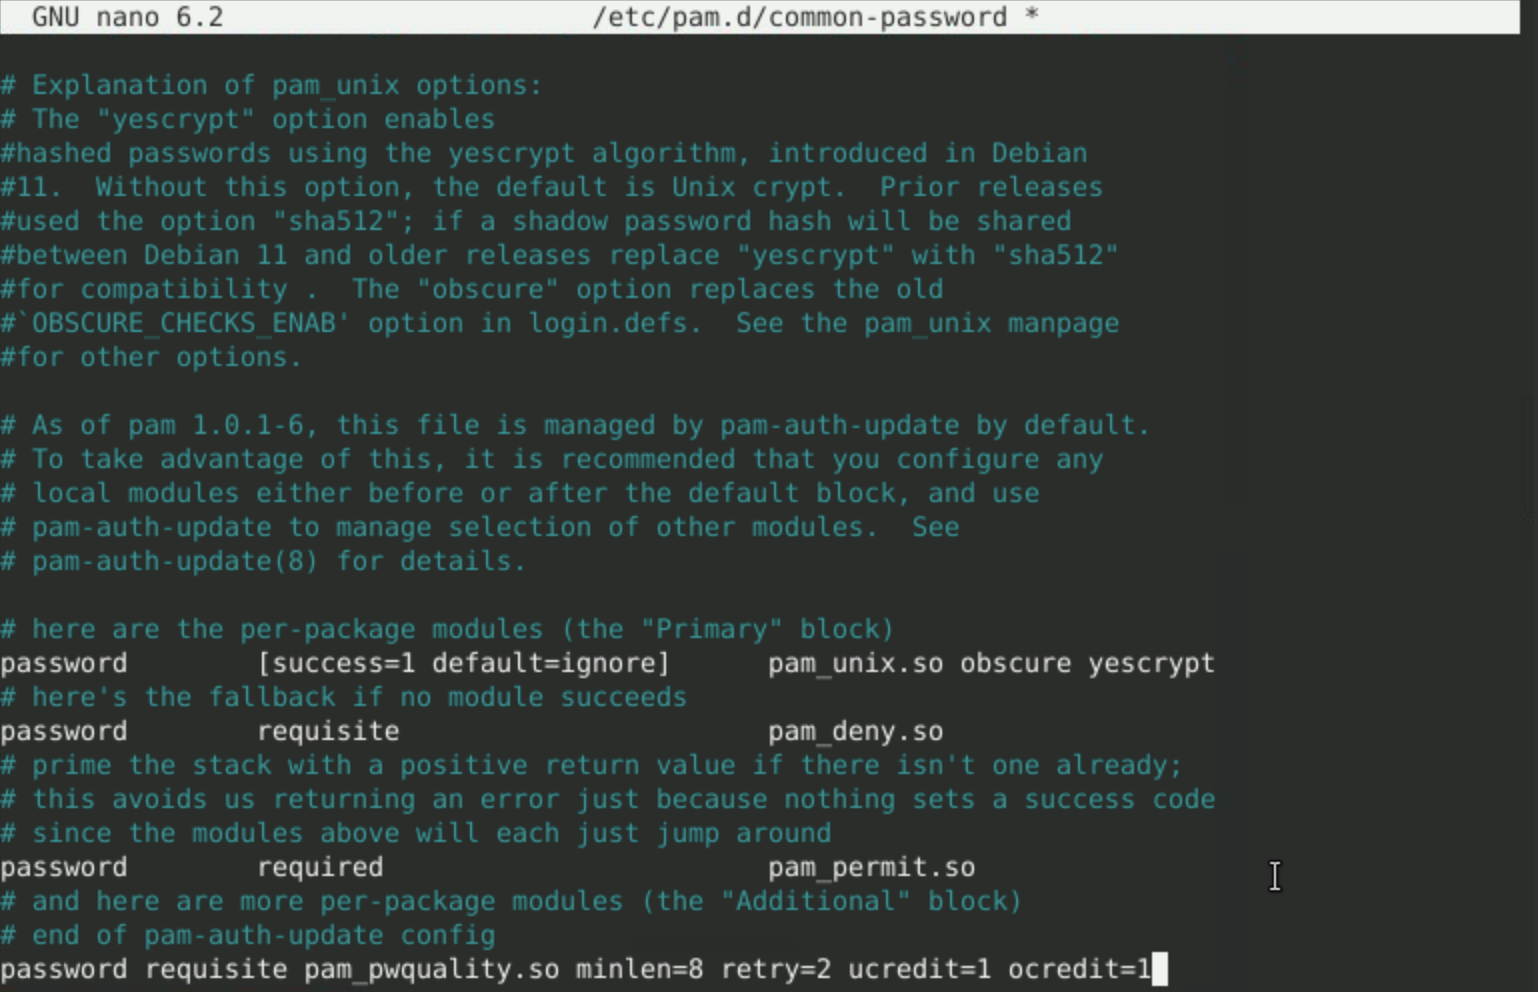 GNU nano 6.2 /etc/pam.d/common-password *
# Explanation of pam_unix options:
# The "yescrypt" option enables
#hashed passwords using the yescrypt algorithm, introduced in Debian
#11.  Without this option, the default is Unix crypt.  Prior releases
#used the option "sha512"; if a shadow password hash will be shared
#between Debian 11 and older releases replace "yescrypt" with "sha512"
#for compatibility .  The "obscure" option replaces the old
#`OBSCURE_CHECKS_ENAB' option in login.defs.  See the pam_unix manpage
#for other options.
# As of pam 1.0.1-6, this file is managed by pam-auth-update by default.
# To take advantage of this, it is recommended that you configure any
# local modules either before or after the default block, and use
# pam-auth-update to manage selection of other modules.  See
# pam-auth-update(8) for details.
# here are the per-package modules (the "Primary" block)
password        [success=1 default=ignore]      pam_unix.so obscure yescrypt
# here's the fallback if no module succeeds
password        requisite                       pam_deny.so
# prime the stack with a positive return value if there isn't one already;
# this avoids us returning an error just because nothing sets a success code
# since the modules above will each just jump around
password        required                        pam_permit.so
# and here are more per-package modules (the "Additional" block)
# end of pam-auth-update config
password requisite pam_pwquality.so minlen=8 retry=2 ucredit=1 ocredit=1